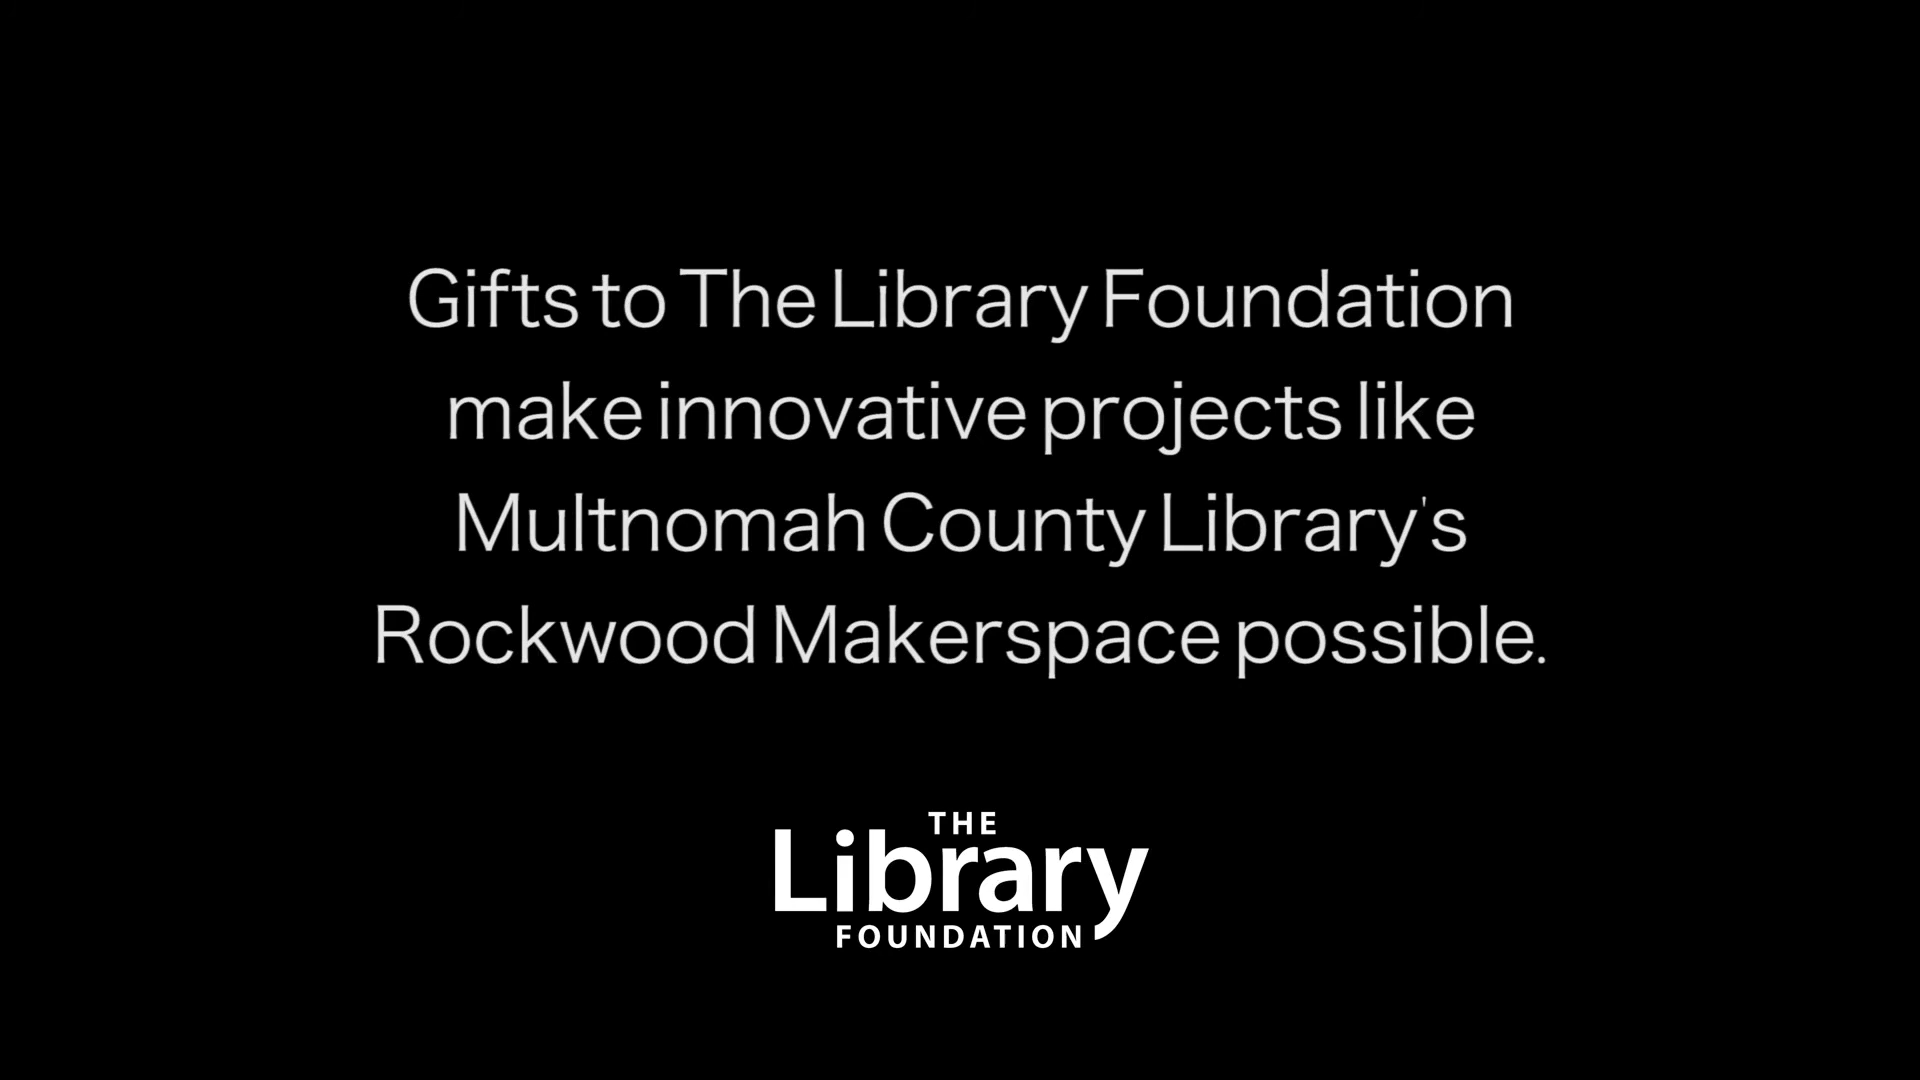 Gifts to The Library Foundation
make innovative projects like
Multnomah County Library's
Rockwood Makerspace possible.
THE
Library
FOUNDATION